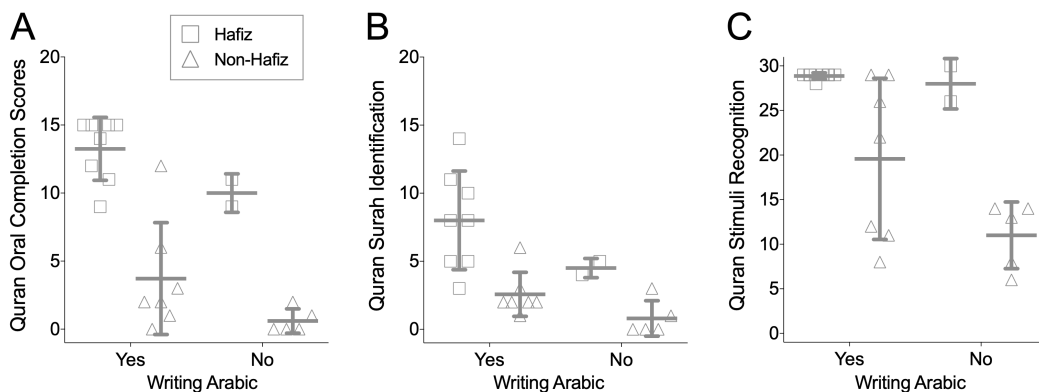 A
B
C
Hafiz
Non-Hafiz
Quran Oral Completion Scores
20
15
10
5
0
Yes
No
Writing Arabic
Quran Surah Identification
20
15
10
5
0
Yes
No
Writing Arabic
Quran Stimuli Recognition
30
25
20
15
10
5
0
Yes
No
Writing Arabic